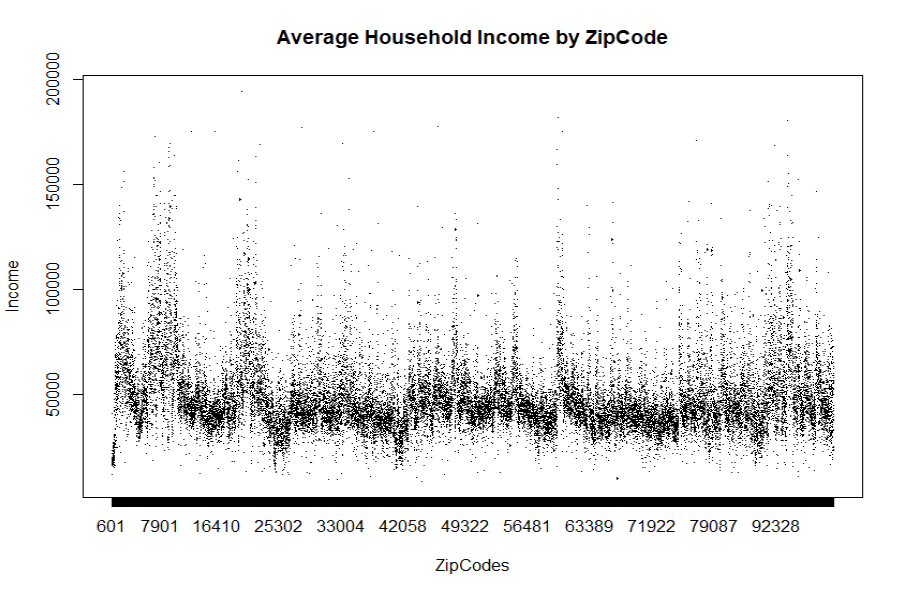 Average Household Income by ZipCode
200000
150000
100000
50000
Income
601 7901 16410 25302 33004 42058 49322 56481 63389 71922 79087 92328
ZipCodes